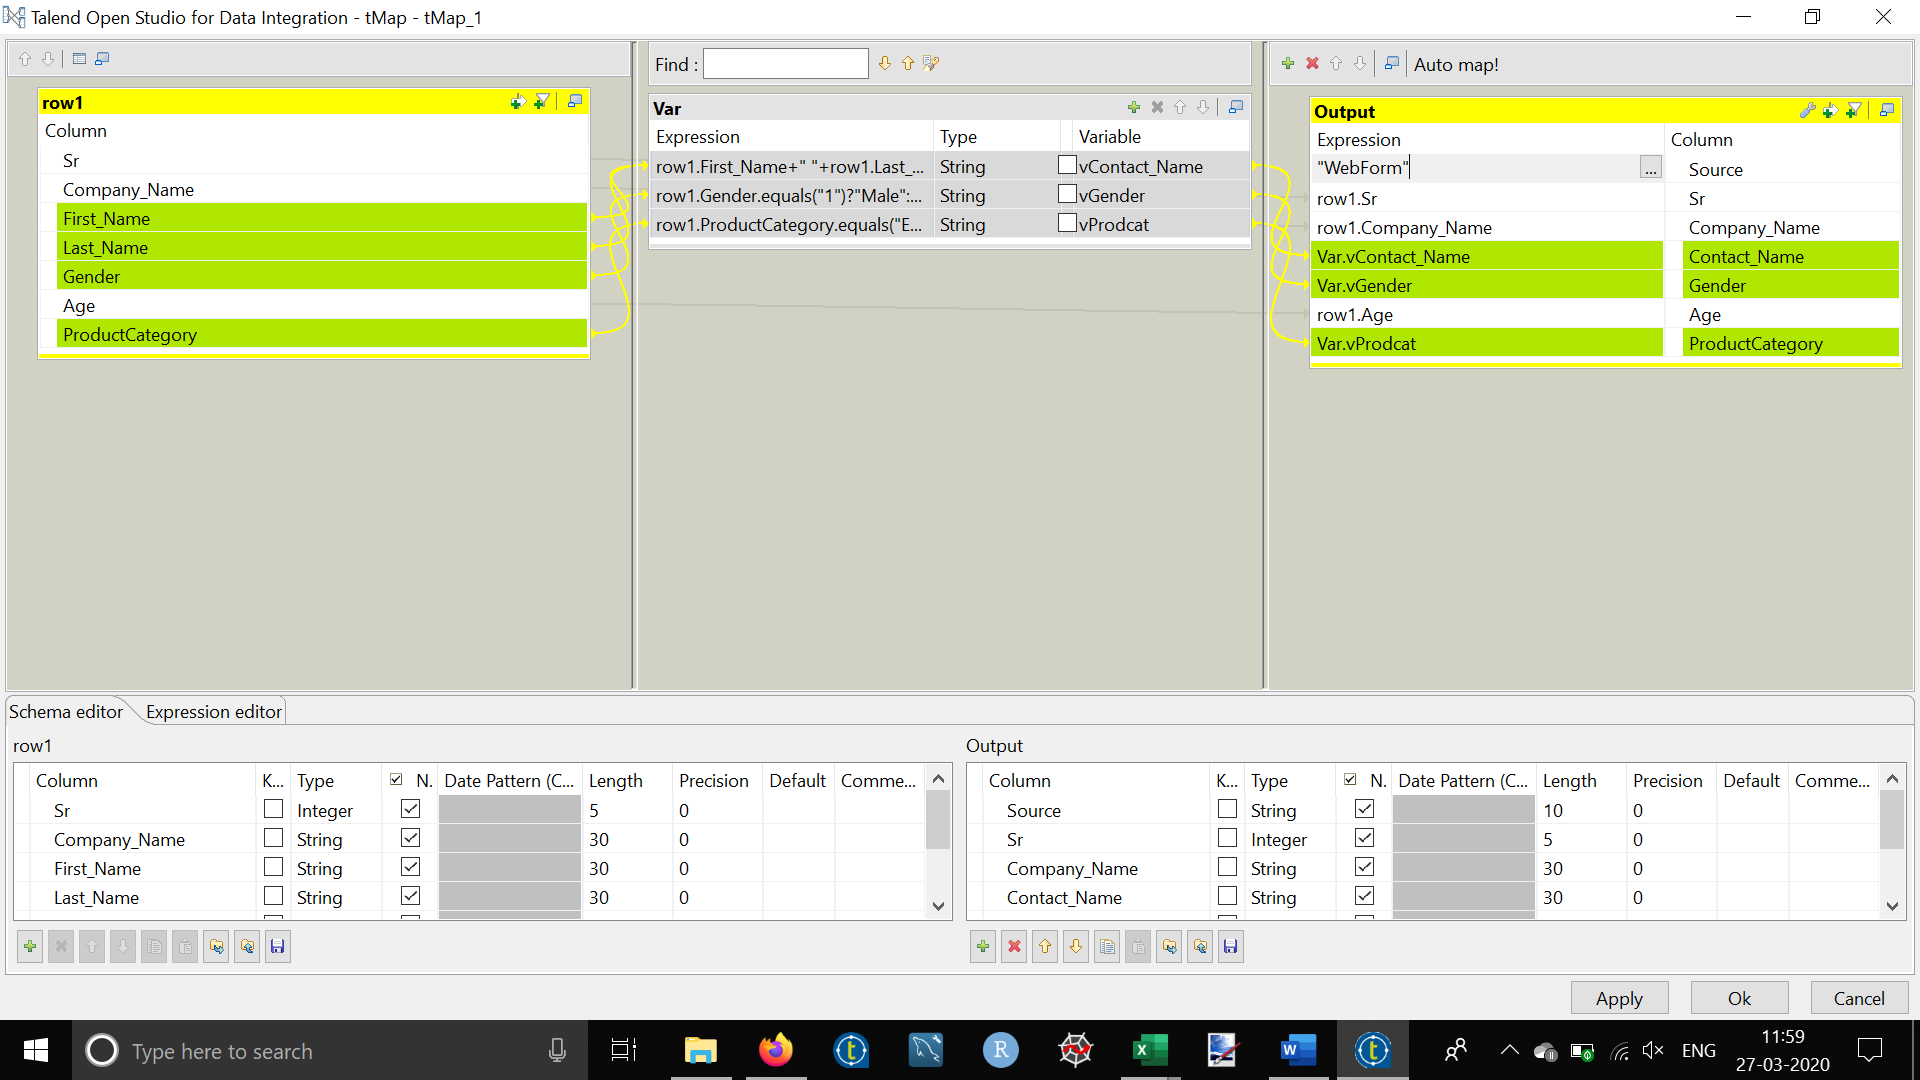 Talend Open Studio for Data Integration - tMap - tMap_1
Find :
Auto map!
row1
Column
Sr
Company_Name
First_Name
Last_Name
Gender
Age
ProductCategory
Var
Expression Type Variable
row1.First_Name+" "+row1.Last_... String vContact_Name
row1.Gender.equals("1")?"Male":... String vGender
row1.ProductCategory.equals("E... String vProdcat
Output
Expression Column
"WebForm" ... Source
row1.Sr Sr
row1.Company_Name Company_Name
Var.vContact_Name Contact_Name
Var.vGender Gender
row1.Age Age
Var.vProdcat ProductCategory
Schema editor Expression editor
row1
Column K... Type N. Date Pattern (C... Length Precision Default Comme...
Sr Integer 5 0
Company_Name String 30 0
First_Name String 30 0
Last_Name String 30 0
Output
Column K... Type N. Date Pattern (C... Length Precision Default Comme...
Source String 10 0
Sr Integer 5 0
Company_Name String 30 0
Contact_Name String 30 0
Apply Ok Cancel
Type here to search
ENG
11:59
27-03-2020